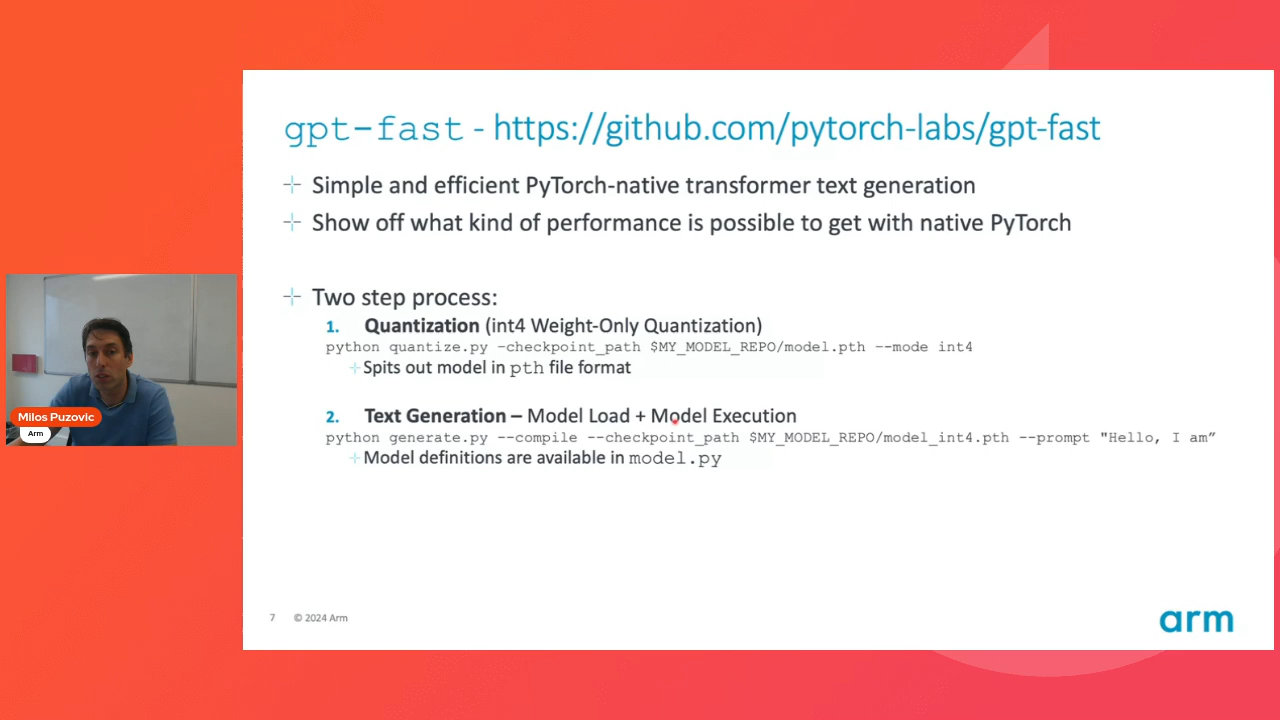 gpt-fast - https://github.com/pytorch-labs/gpt-fast
Simple and efficient PyTorch-native transformer text generation
Show off what kind of performance is possible to get with native PyTorch
Two step process:
1. Quantization (int4 Weight-Only Quantization)
python quantize.py –checkpoint_path $MY_MODEL_REPO/model.pth --mode int4
Spits out model in pth file format
2. Text Generation – Model Load + Model Execution
python generate.py --compile --checkpoint_path $MY_MODEL_REPO/model_int4.pth --prompt "Hello, I am”
Model definitions are available in model.py
Milos Puzovic
Arm
7 © 2024 Arm
arm